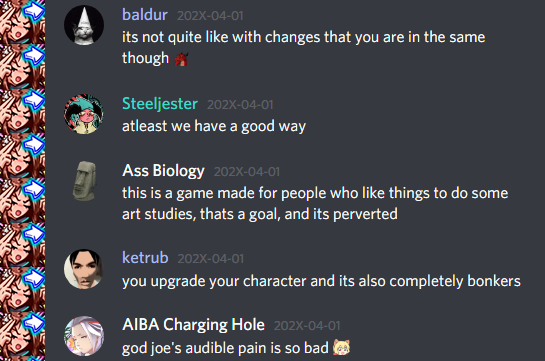 baldur 202X-04-01
its not quite like with changes that you are in the same
though
Steeljester 202X-04-01
atleast we have a good way
Ass Biology 202X-04-01
this is a game made for people who like things to do some
art studies, thats a goal, and its perverted
ketrub 202X-04-01
you upgrade your character and its also completely bonkers
AIBA Charging Hole 202X-04-01
god joe's audible pain is so bad